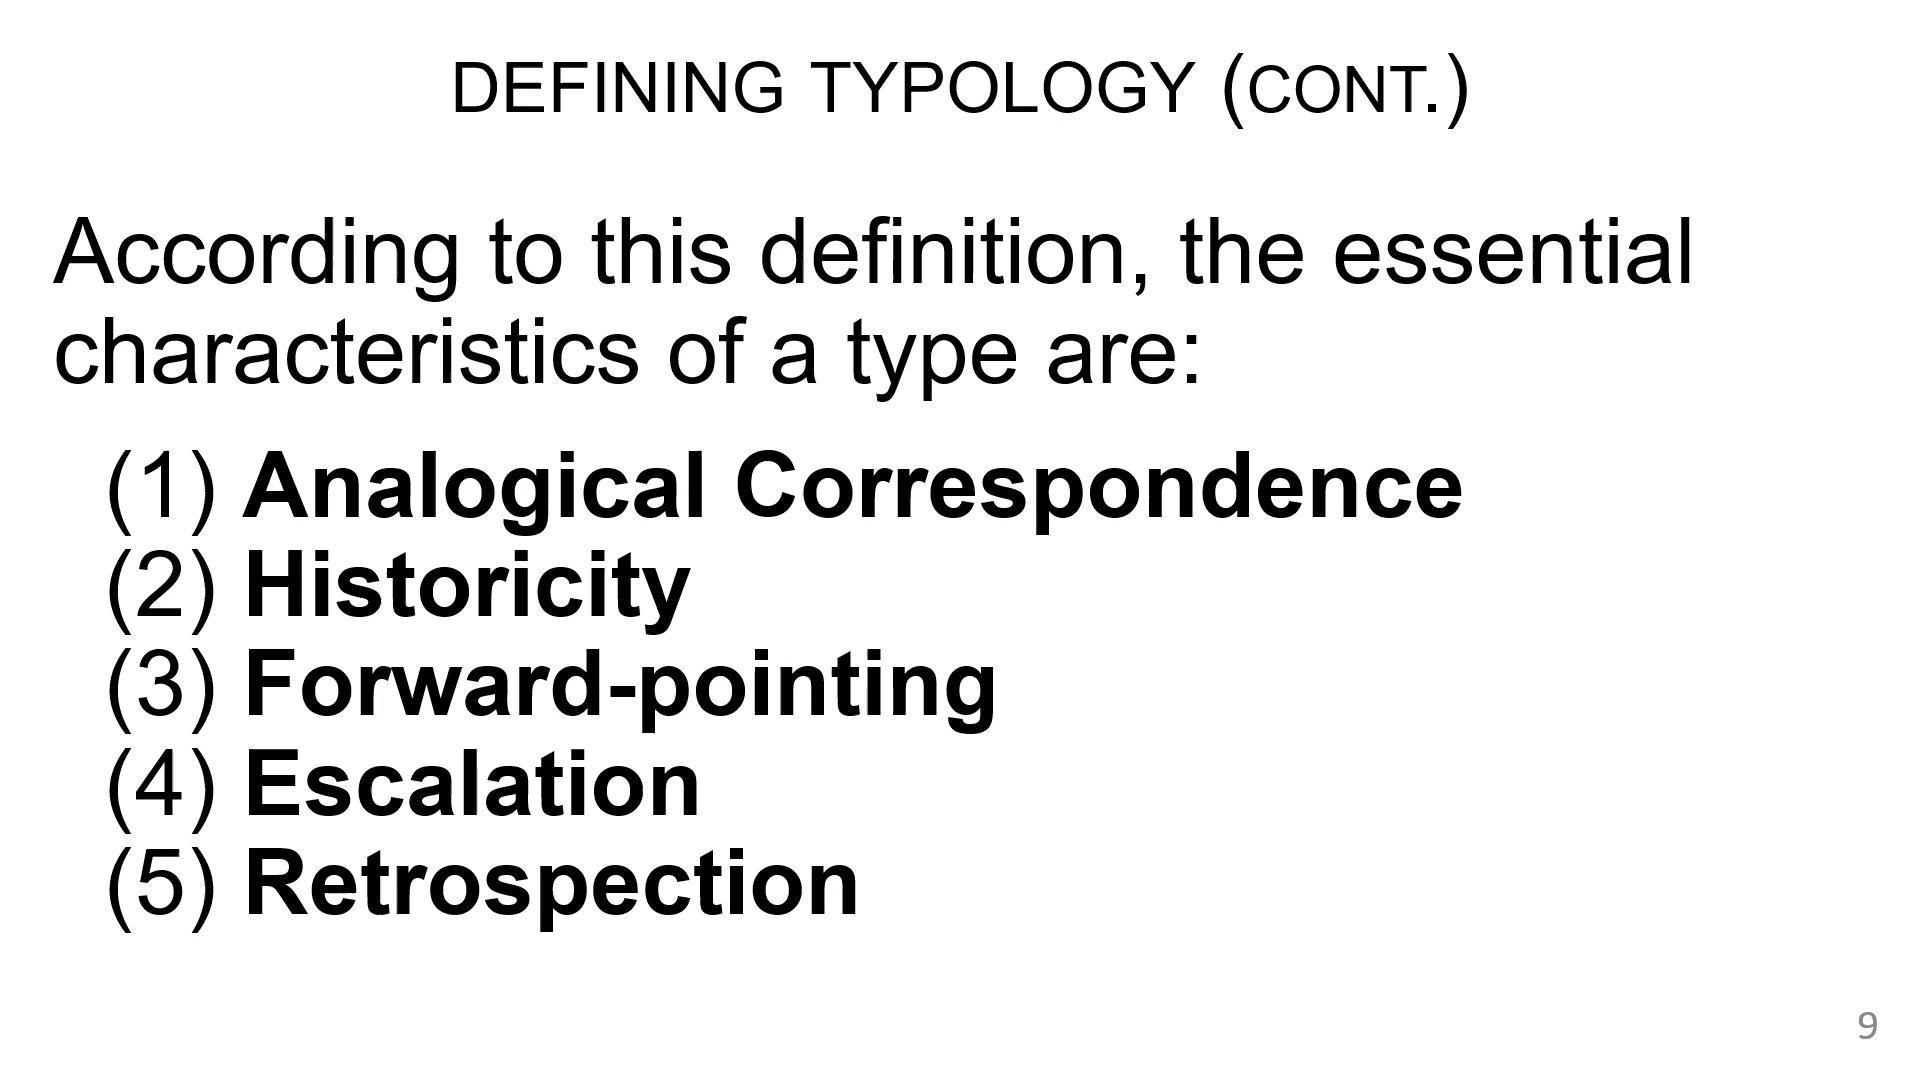 DEFINING TYPOLOGY (CONT.)
According to this definition, the essential
characteristics of a type are:
(1) Analogical Correspondence
(2) Historicity
(3) Forward-pointing
(4) Escalation
(5) Retrospection
9